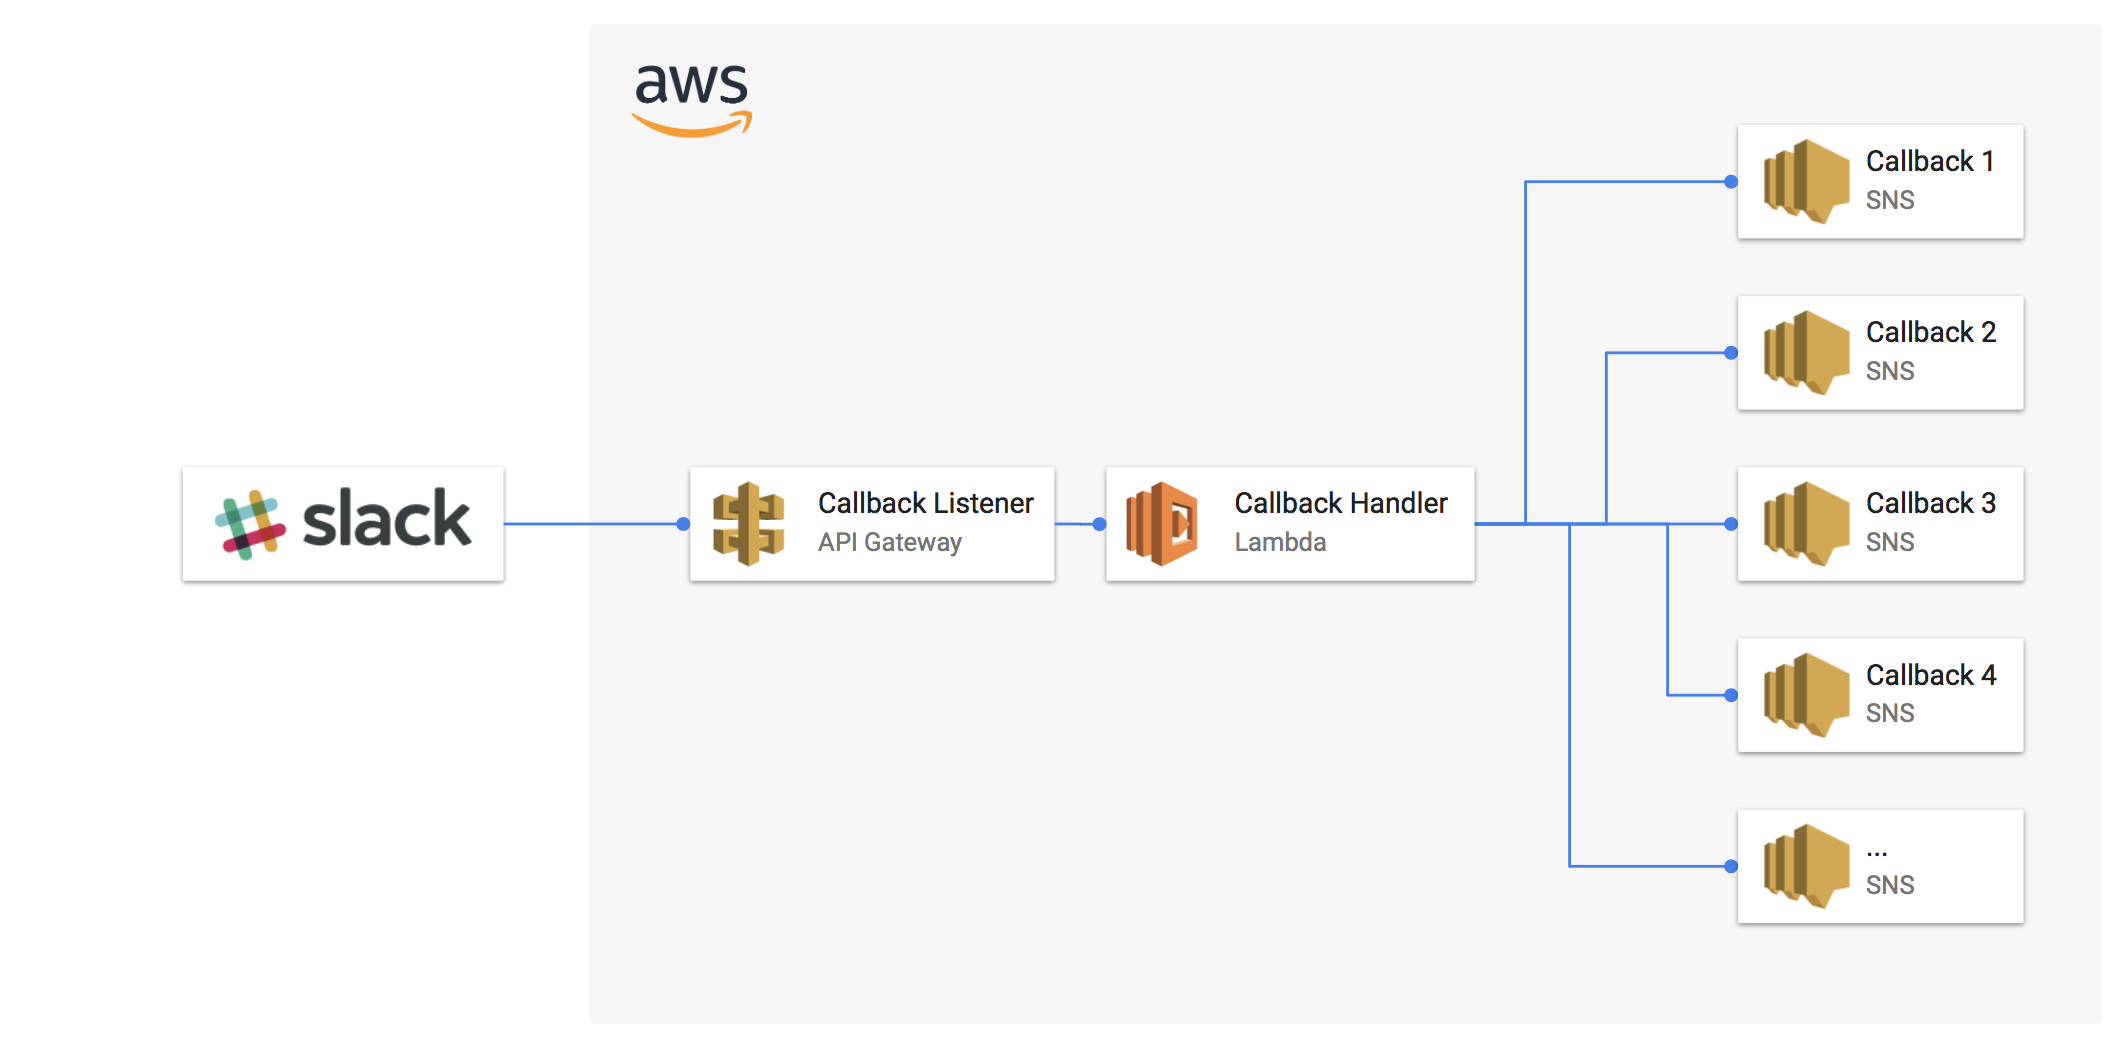 aws
slack
Callback Listener
API Gateway
Callback Handler
Lambda
Callback 1
SNS
Callback 2
SNS
Callback 3
SNS
Callback 4
SNS
...
SNS